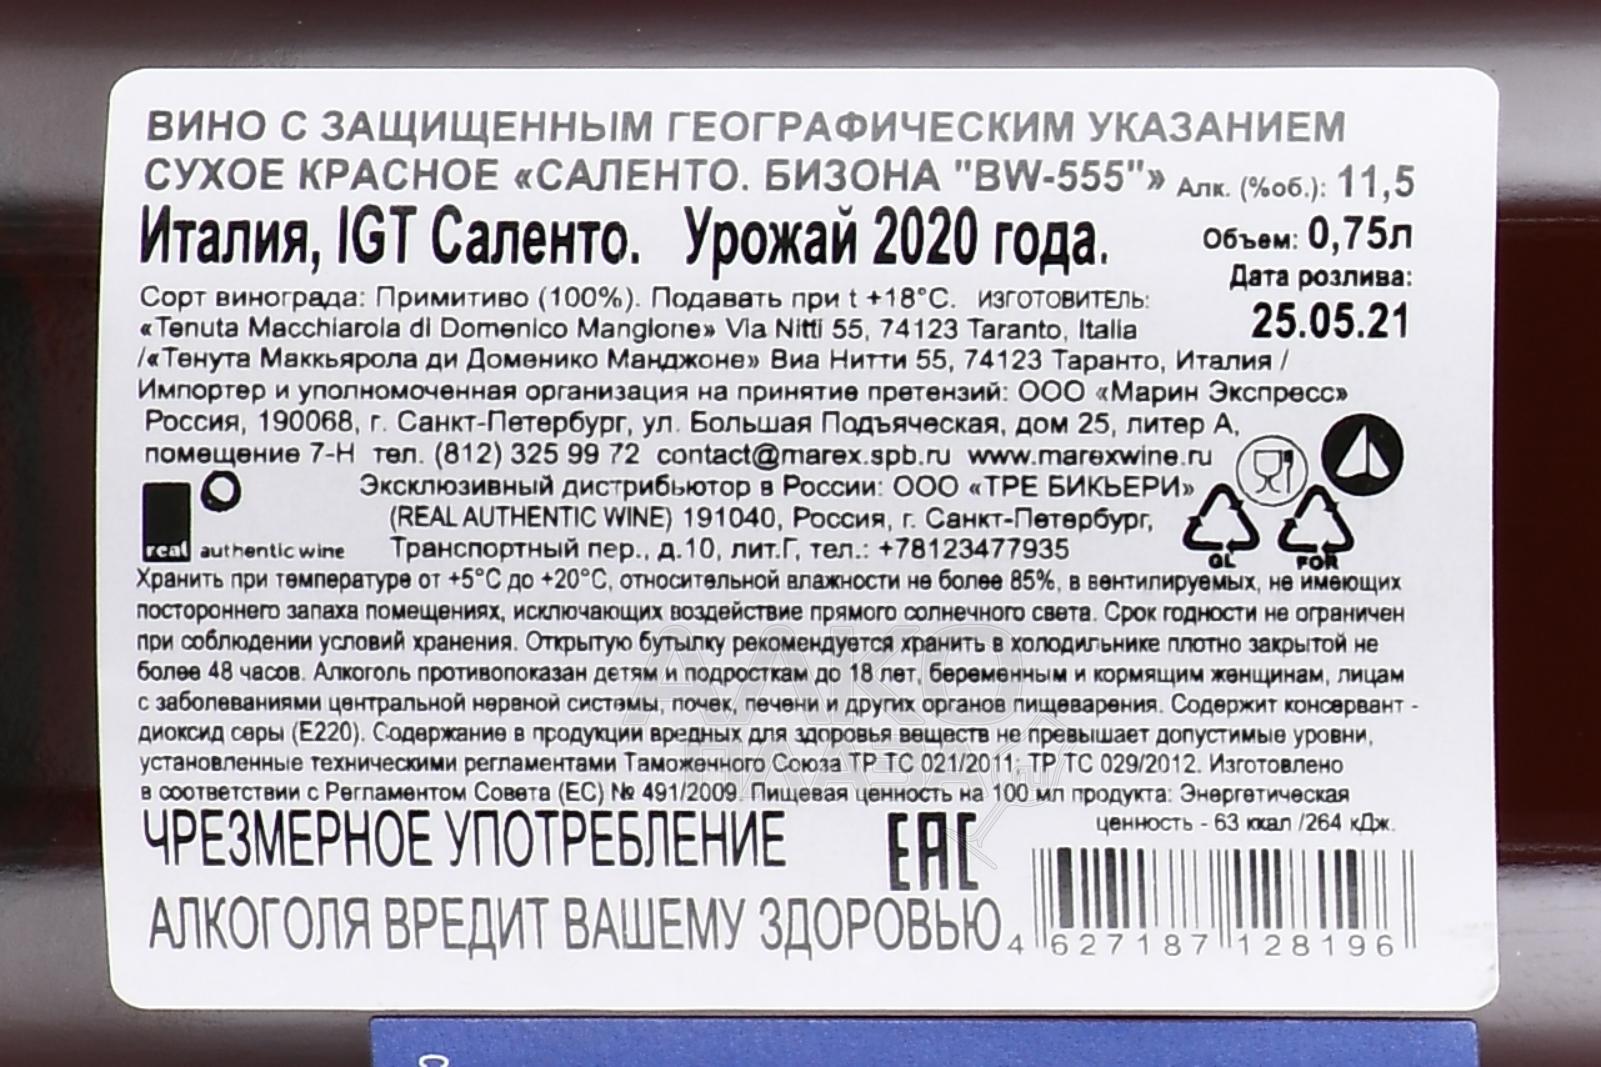 ВИНО С ЗАЩИЩЕННЫМ ГЕОГРАФИЧЕСКИМ УКАЗАНИЕМ
СУХОЕ КРАСНОЕ «САЛЕНТО. БИЗОНА "BW-555"» Алк. (%об.): 11,5
Италия, IGT Саленто. Урожай 2020 года.
Объем: 0,75л
Дата розлива:
25.05.21
Сорт винограда: Примитиво (100%). Подавать при t +18°C. ИЗГОТОВИТЕЛЬ:
«Tenuta Macchiarola di Domenico Mangione» Via Nitti 55, 74123 Taranto, Italia
/«Тенута Маккьярола ди Доменико Манджоне» Виа Нитти 55, 74123 Таранто, Италия /
Импортер и уполномоченная организация на принятие претензий: ООО «Марин Экспресс»
Россия, 190068, г. Санкт-Петербург, ул. Большая Подъяческая, дом 25, литер А,
помещение 7-Н тел. (812) 325 99 72 contact@marex.spb.ru www.marexwine.ru
Эксклюзивный дистрибьютор в России: ООО «ТРЕ БИКЬЕРИ»
(REAL AUTHENTIC WINE) 191040, Россия, г. Санкт-Петербург,
Транспортный пер., д.10, лит.Г, тел.: +78123477935
real authentic wine
GL FOR
Хранить при температуре от +5°C до +20°C, относительной влажности не более 85%, в вентилируемых, не имеющих
постороннего запаха помещениях, исключающих воздействие прямого солнечного света. Срок годности не ограничен
при соблюдении условий хранения. Открытую бутылку рекомендуется хранить в холодильнике плотно закрытой не
более 48 часов. Алкоголь противопоказан детям и подросткам до 18 лет, беременным и кормящим женщинам, лицам
с заболеваниями центральной нервной системы, почек, печени и других органов пищеварения. Содержит консервант -
диоксид серы (Е220). Содержание в продукции вредных для здоровья веществ не превышает допустимые уровни,
установленные техническими регламентами Таможенного Союза ТР ТС 021/2011; ТР ТС 029/2012. Изготовлено
в соответствии с Регламентом Совета (ЕС) № 491/2009. Пищевая ценность на 100 мл продукта: Энергетическая
ценность - 63 ккал /264 кДж.
ЧРЕЗМЕРНОЕ УПОТРЕБЛЕНИЕ
АЛКОГОЛЯ ВРЕДИТ ВАШЕМУ ЗДОРОВЬЮ
EAC
4 627187 128196
АЛКО
ПЛАЗА.ru